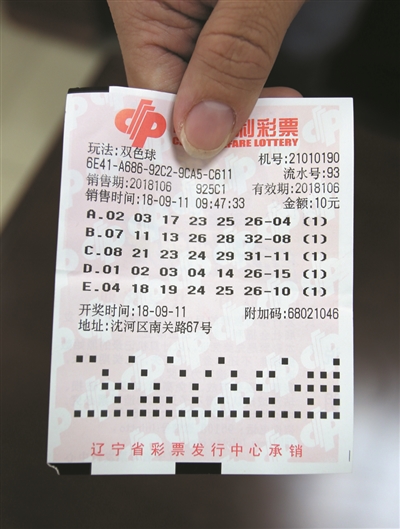 利彩票
ARE LOTTERY
玩法:双色球 机号:21010190
6E41-A686-92C2-9CA5-C611 流水号:93
销售期:2018106 925C1 有效期:2018106
销售时间:18-09-11 09:47:33 金额:10元
A.02 03 17 23 25 26-04 (1)
B.07 11 13 26 28 32-08 (1)
C.08 21 23 24 29 31-11 (1)
D.01 02 03 04 14 26-15 (1)
E.04 18 19 24 25 26-10 (1)
开奖时间:18-09-11 附加码:68021046
地址:沈河区南关路67号
辽宁省彩票发行中心承销